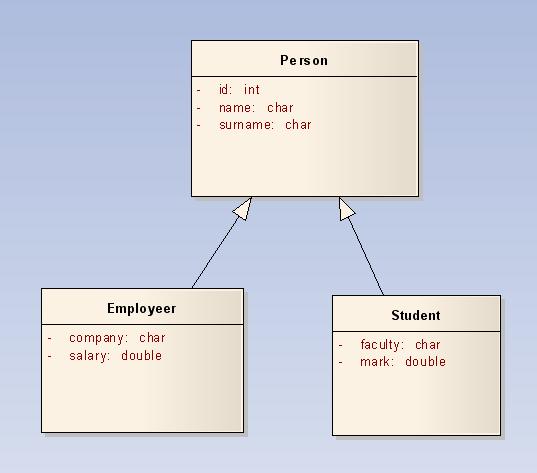 Person
- id: int
- name: char
- surname: char
Employeer
- company: char
- salary: double
Student
- faculty: char
- mark: double